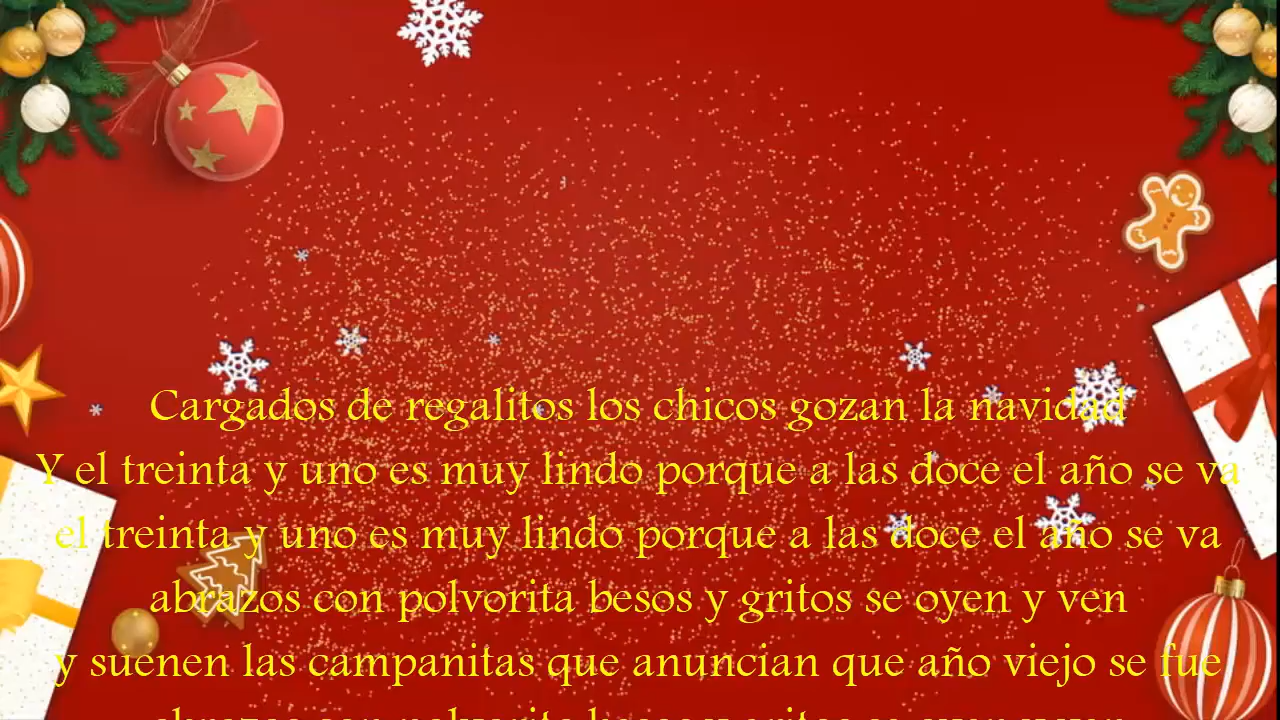 Cargados de regalitos los chicos gozan la navidad
Y el treinta y uno es muy lindo porque a las doce el año se va
el treinta y uno es muy lindo porque a las doce el año se va
abrazos con polvorita besos y gritos se oyen y ven
y suenen las campanitas que anuncian que año viejo se fue